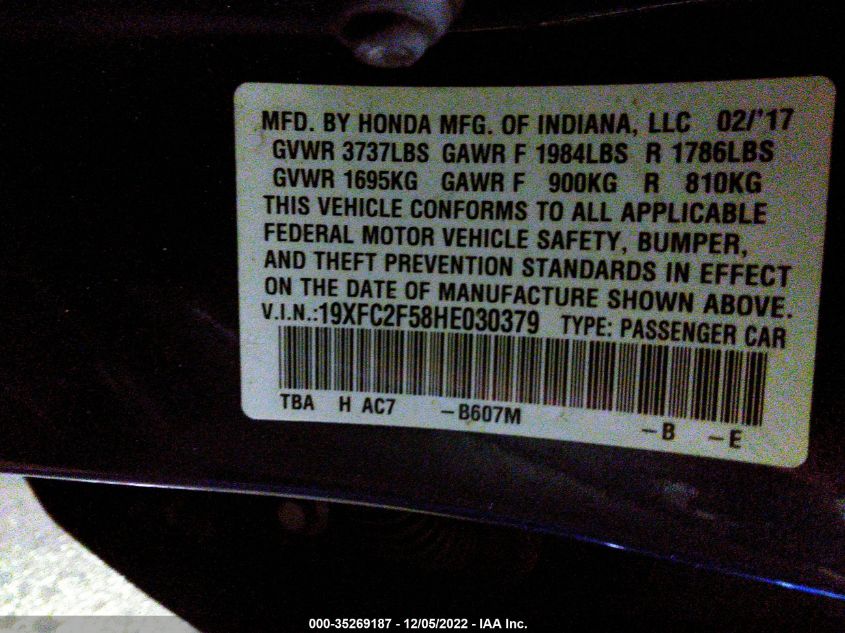 MFD. BY HONDA MFG. OF INDIANA, LLC 02/'17
GVWR 3737LBS GAWR F 1984LBS R 1786LBS
GVWR 1695KG GAWR F 900KG R 810KG
THIS VEHICLE CONFORMS TO ALL APPLICABLE
FEDERAL MOTOR VEHICLE SAFETY, BUMPER,
AND THEFT PREVENTION STANDARDS IN EFFECT
ON THE DATE OF MANUFACTURE SHOWN ABOVE.
V.I.N.:19XFC2F58HE030379 TYPE: PASSENGER CAR
TBA H AC7 –B607M –B –E
000-35269187 - 12/05/2022 - IAA Inc.